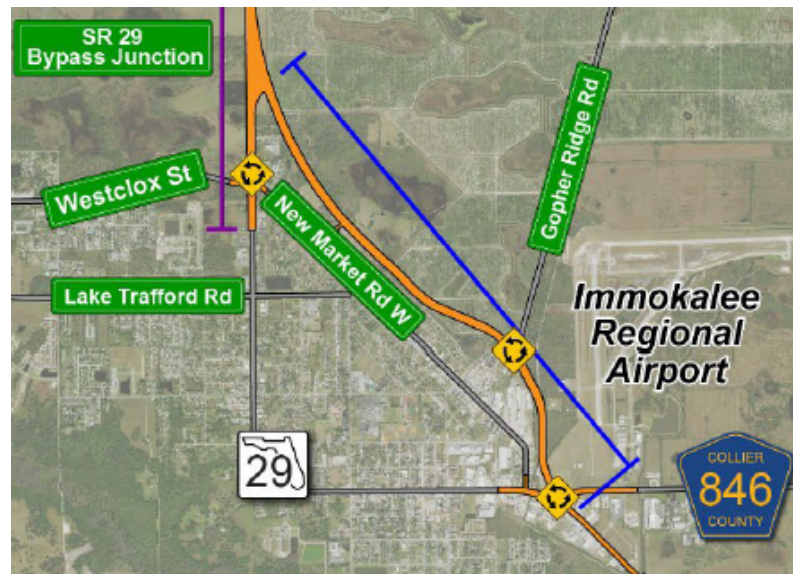 SR 29
Bypass Junction
Westclox St
New Market Rd W
Gopher Ridge Rd
Lake Trafford Rd
Immokalee
Regional
Airport
29
COLLIER
846
COUNTY